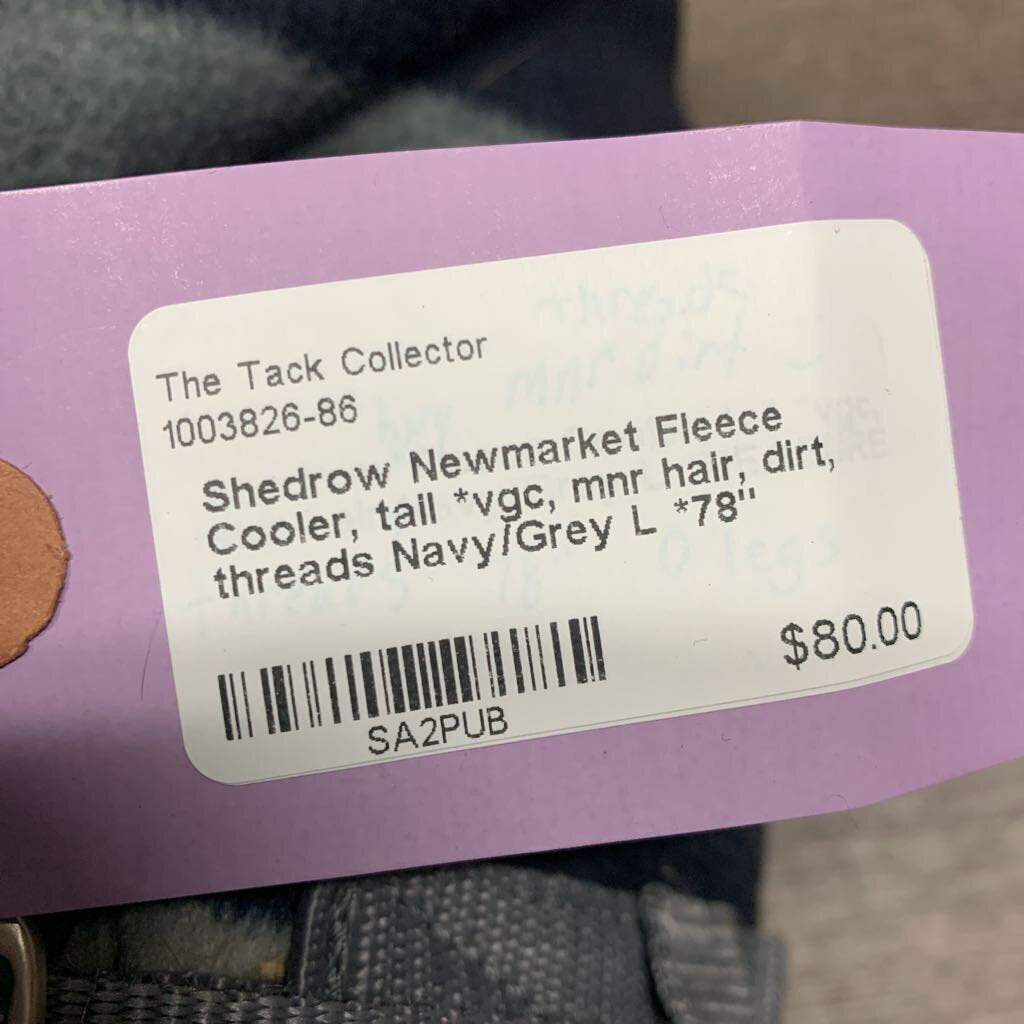 The Tack Collector
1003826-86
Shedrow Newmarket Fleece
Cooler, tail *vgc, mnr hair, dirt,
threads Navy/Grey L *78"
$80.00
SA2PUB